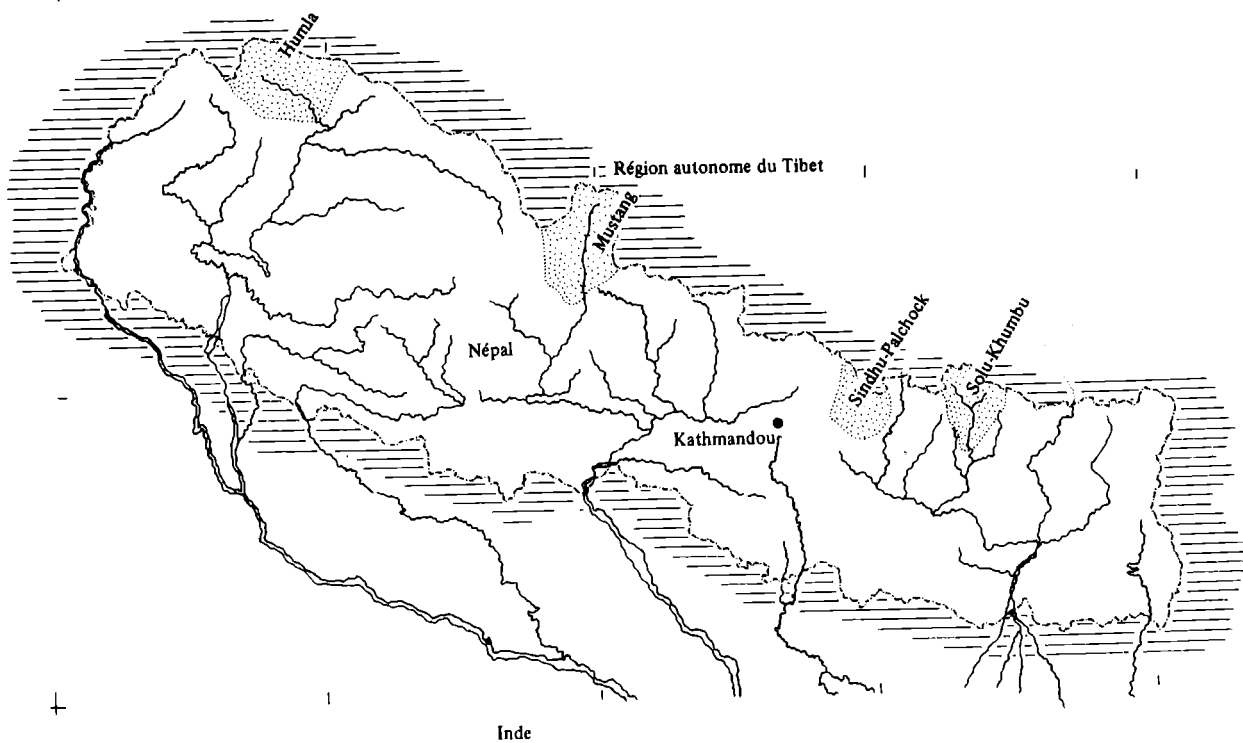 Humla
Région autonome du Tibet
Mustang
Sindhu-Palchock
Solu-Khumbu
Népal
Kathmandou
Inde